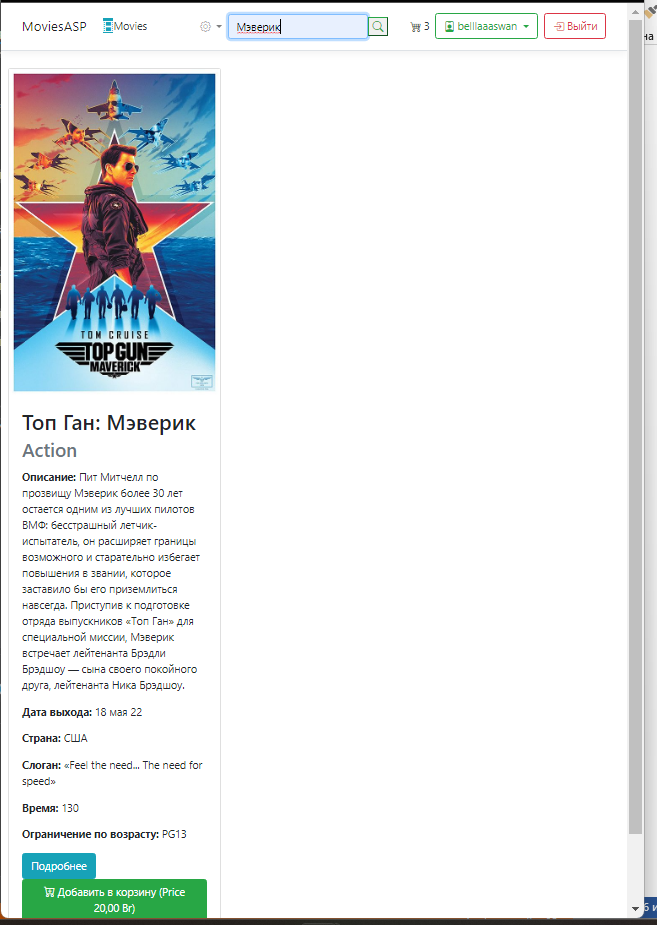 MoviesASP Movies Мэверик 3 belllaaaswan Выйти
TOM CRUISE
TOP GUN
MAVERICK
Топ Ган: Мэверик
Action
Описание: Пит Митчелл по
прозвищу Мэверик более 30 лет
остается одним из лучших пилотов
ВМФ: бесстрашный летчик-
испытатель, он расширяет границы
возможного и старательно избегает
повышения в звании, которое
заставило бы его приземлиться
навсегда. Приступив к подготовке
отряда выпускников «Топ Ган» для
специальной миссии, Мэверик
встречает лейтенанта Брэдли
Брэдшоу — сына своего покойного
друга, лейтенанта Ника Брэдшоу.
Дата выхода: 18 мая 22
Страна: США
Слоган: «Feel the need... The need for
speed»
Время: 130
Ограничение по возрасту: PG13
Подробнее
Добавить в корзину (Price
20,00 Br)